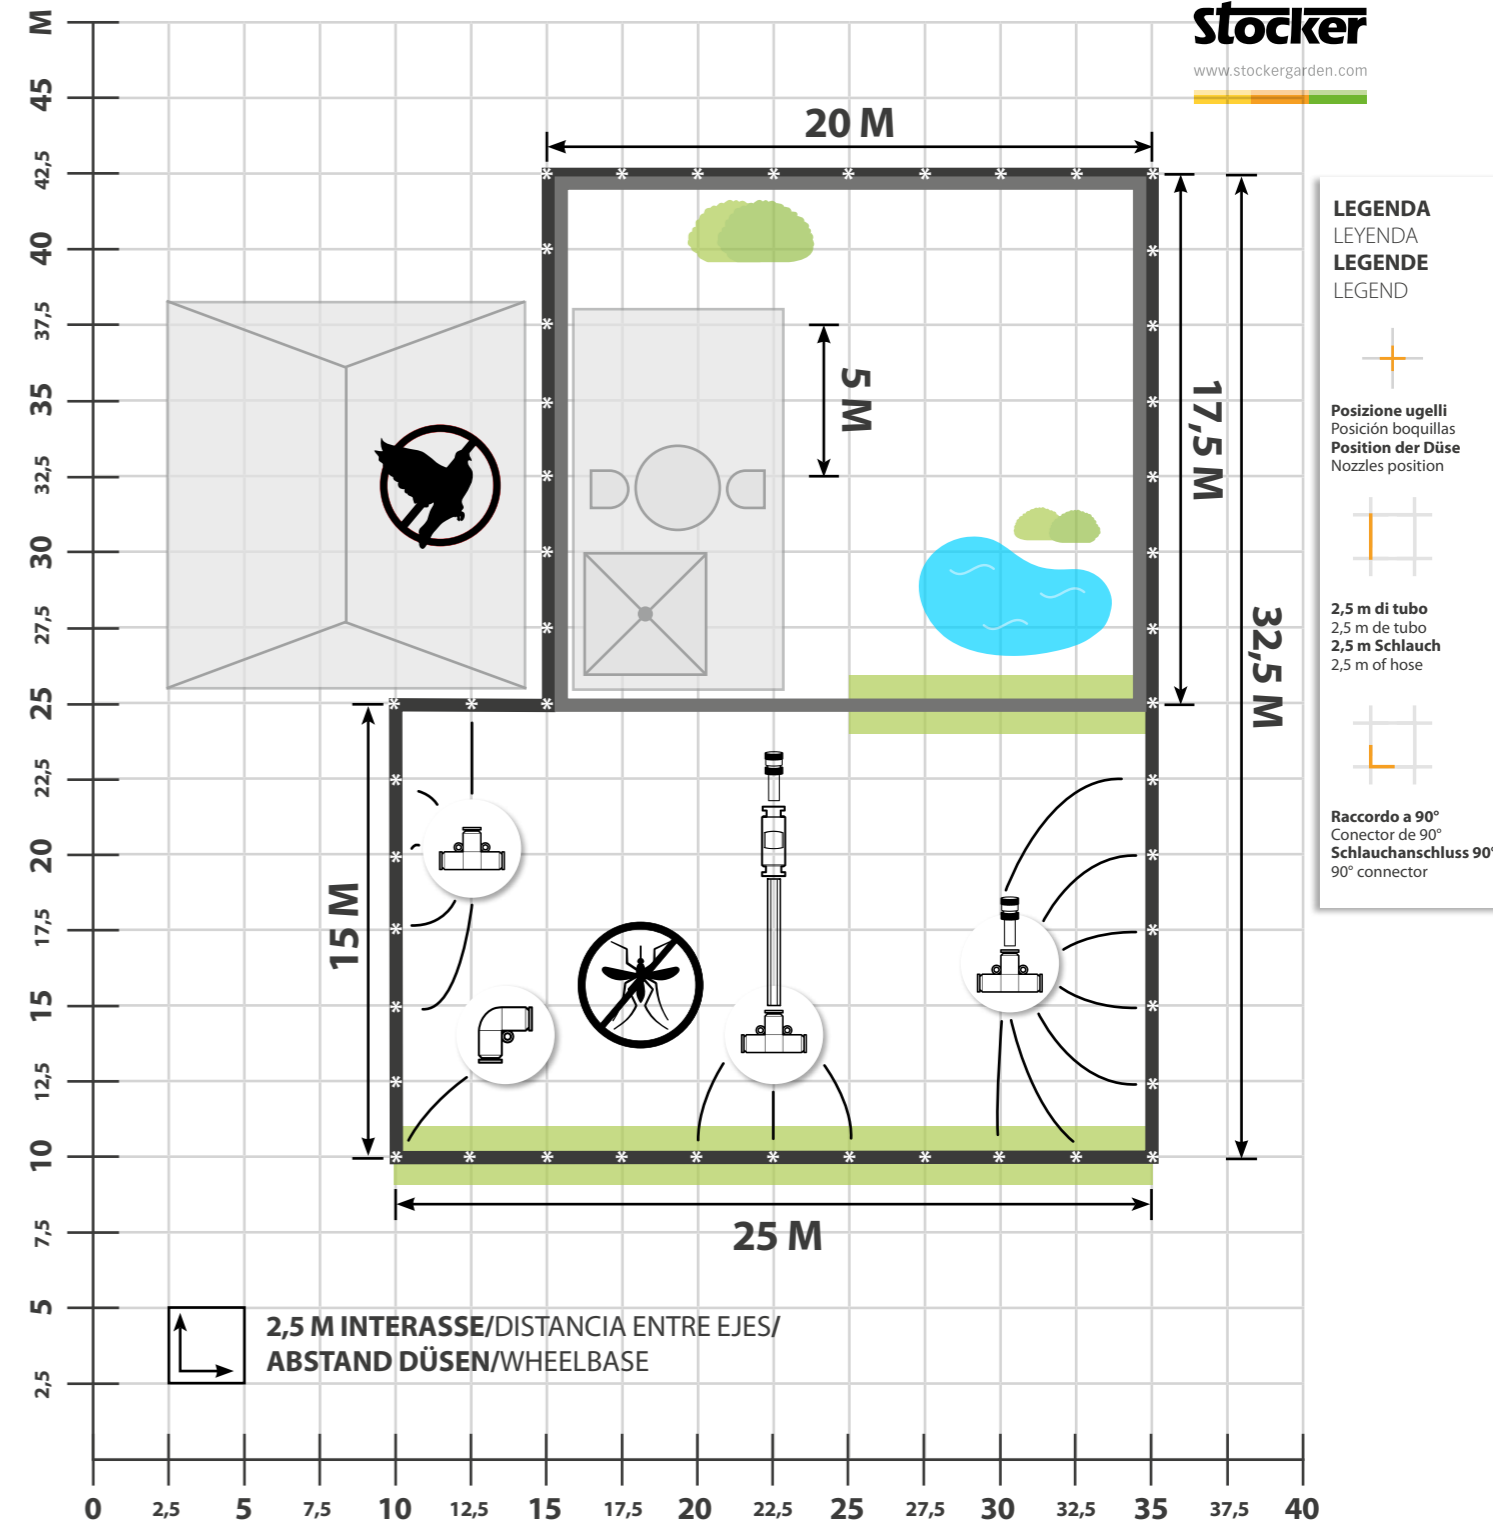 Stocker
www.stockergarden.com
M
45
42,5
40
37,5
35
32,5
30
27,5
25
22,5
20
17,5
15
12,5
10
7,5
5
2,5
20 M
5 M
17,5 M
32,5 M
15 M
25 M
2,5 M INTERASSE/DISTANCIA ENTRE EJES/
ABSTAND DÜSEN/WHEELBASE
0 2,5 5 7,5 10 12,5 15 17,5 20 22,5 25 27,5 30 32,5 35 37,5 40
LEGENDA
LEYENDA
LEGENDE
LEGEND
Posizione ugelli
Posición boquillas
Position der Düse
Nozzles position
2,5 m di tubo
2,5 m de tubo
2,5 m Schlauch
2,5 m of hose
Raccordo a 90°
Conector de 90°
Schlauchanschluss 90°
90° connector